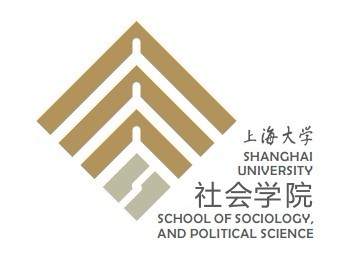 上海大学
SHANGHAI
UNIVERSITY
社会学院
SCHOOL OF SOCIOLOGY,
AND POLITICAL SCIENCE